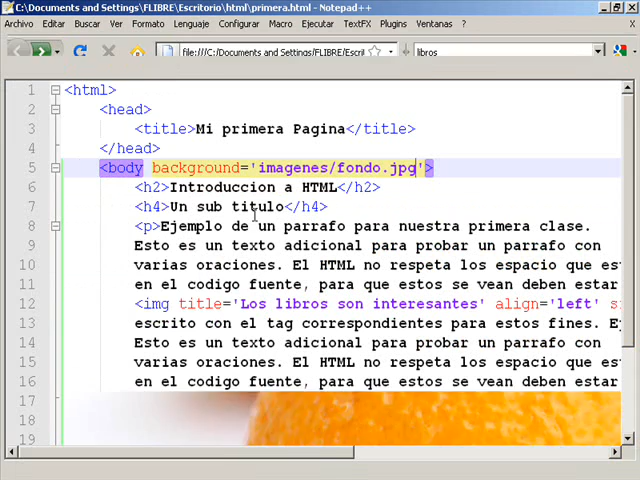 C:\Documents and Settings\FLIBRE\Escritorio\html\primera.html - Notepad++
Archivo Editar Buscar Ver Formato Lenguaje Configurar Macro Ejecutar TextFX Plugins Ventanas ?
file:///C:/Documents and Settings/FLIBRE/Escri libros
1 <html>
2 <head>
3 <title>Mi primera Pagina</title>
4 </head>
5 <body background='imagenes/fondo.jpg'>
6 <h2>Introduccion a HTML</h2>
7 <h4>Un sub titulo</h4>
8 <p>Ejemplo de un parrafo para nuestra primera clase.
9 Esto es un texto adicional para probar un parrafo con
10 varias oraciones. El HTML no respeta los espacio que es
11 en el codigo fuente, para que estos se vean deben estar
12 <img title='Los libros son interesantes' align='left' s
13 escrito con el tag correspondientes para estos fines. Ej
14 Esto es un texto adicional para probar un parrafo con
15 varias oraciones. El HTML no respeta los espacio que es
16 en el codigo fuente, para que estos se vean deben estar
17
18
19